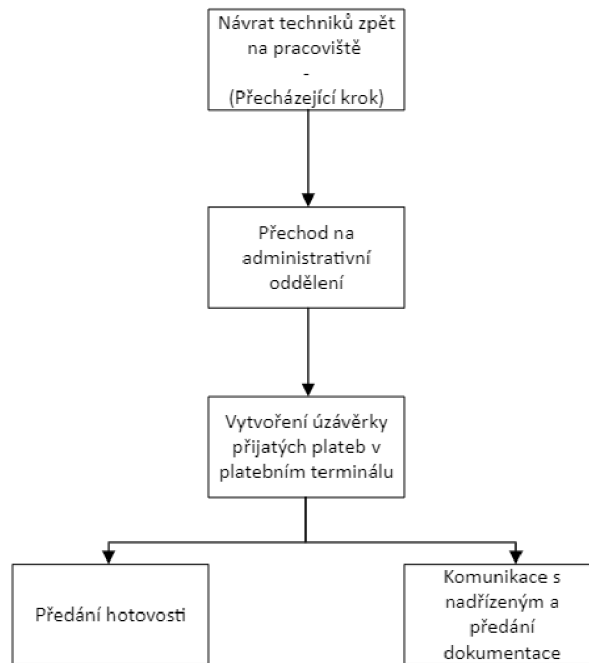 Návrat techniků zpět
na pracoviště
-
(Přecházející krok)
Přechod na
administrativní
oddělení
Vytvoření úzávěrky
přijatých plateb v
platebním terminálu
Předání hotovosti
Komunikace s
nadřízeným a
předání
dokumentace